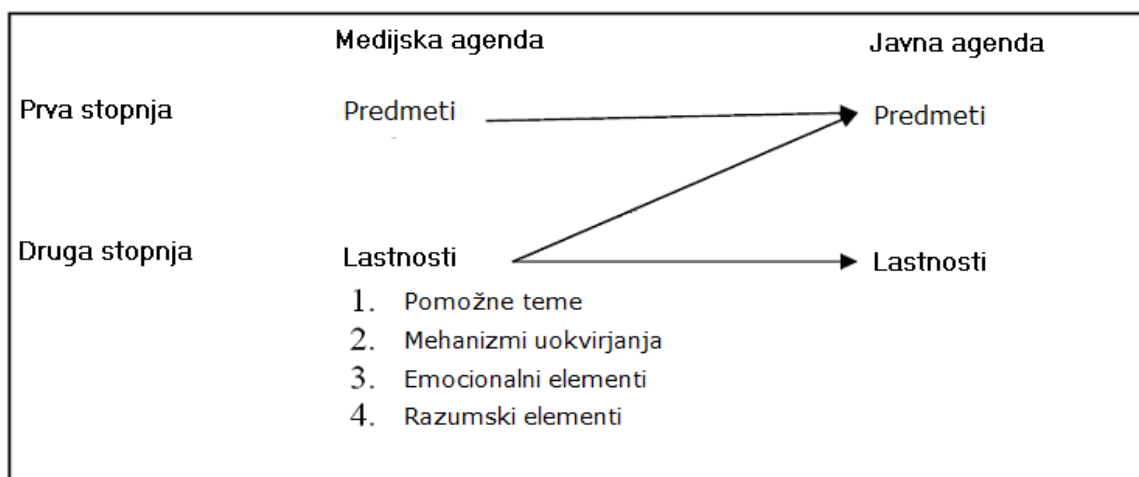 Medijska agenda Javna agenda
Prva stopnja Predmeti Predmeti
Druga stopnja Lastnosti Lastnosti
1. Pomožne teme
2. Mehanizmi uokvirjanja
3. Emocionalni elementi
4. Razumski elementi